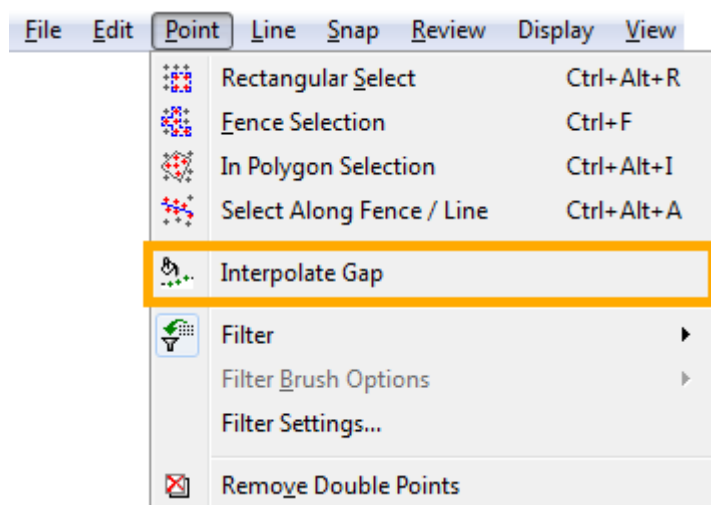 File Edit Point Line Snap Review Display View
Rectangular Select Ctrl+Alt+R
Fence Selection Ctrl+F
In Polygon Selection Ctrl+Alt+I
Select Along Fence / Line Ctrl+Alt+A
Interpolate Gap
Filter
Filter Brush Options
Filter Settings...
Remove Double Points